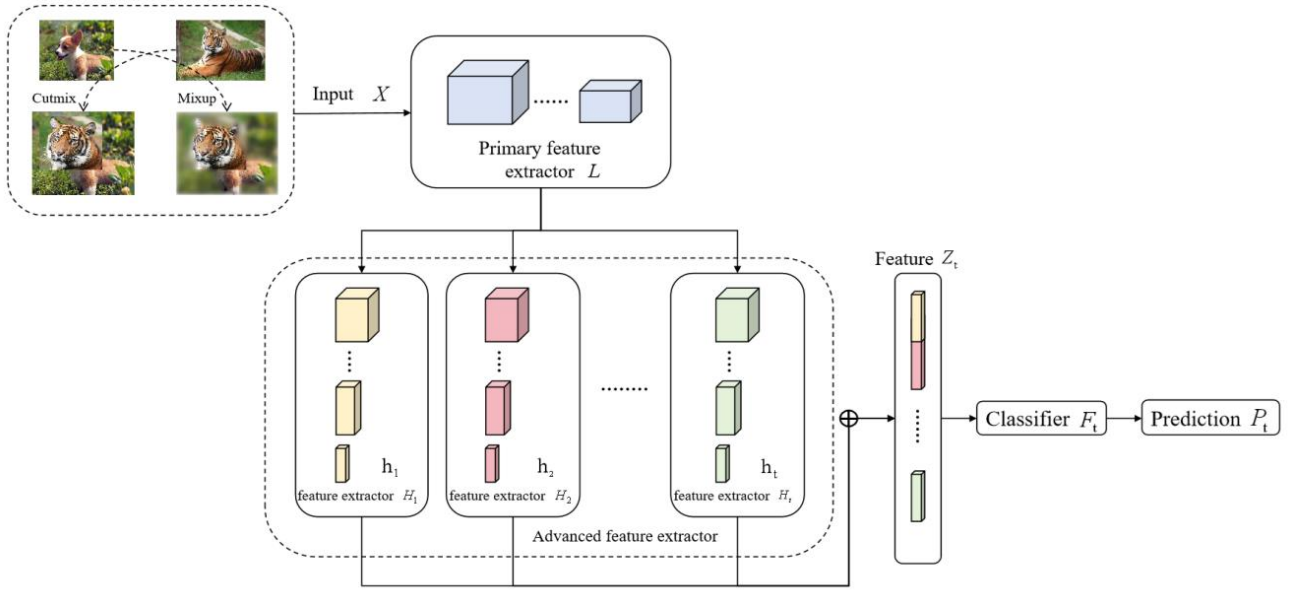 Cutmix
Mixup
Input X
Primary feature
extractor L
h₁
feature extractor H₁
h₂
feature extractor H₂
hₜ
feature extractor Hₜ
Advanced feature extractor
Feature Zₜ
Classifier Fₜ
Prediction Pₜ